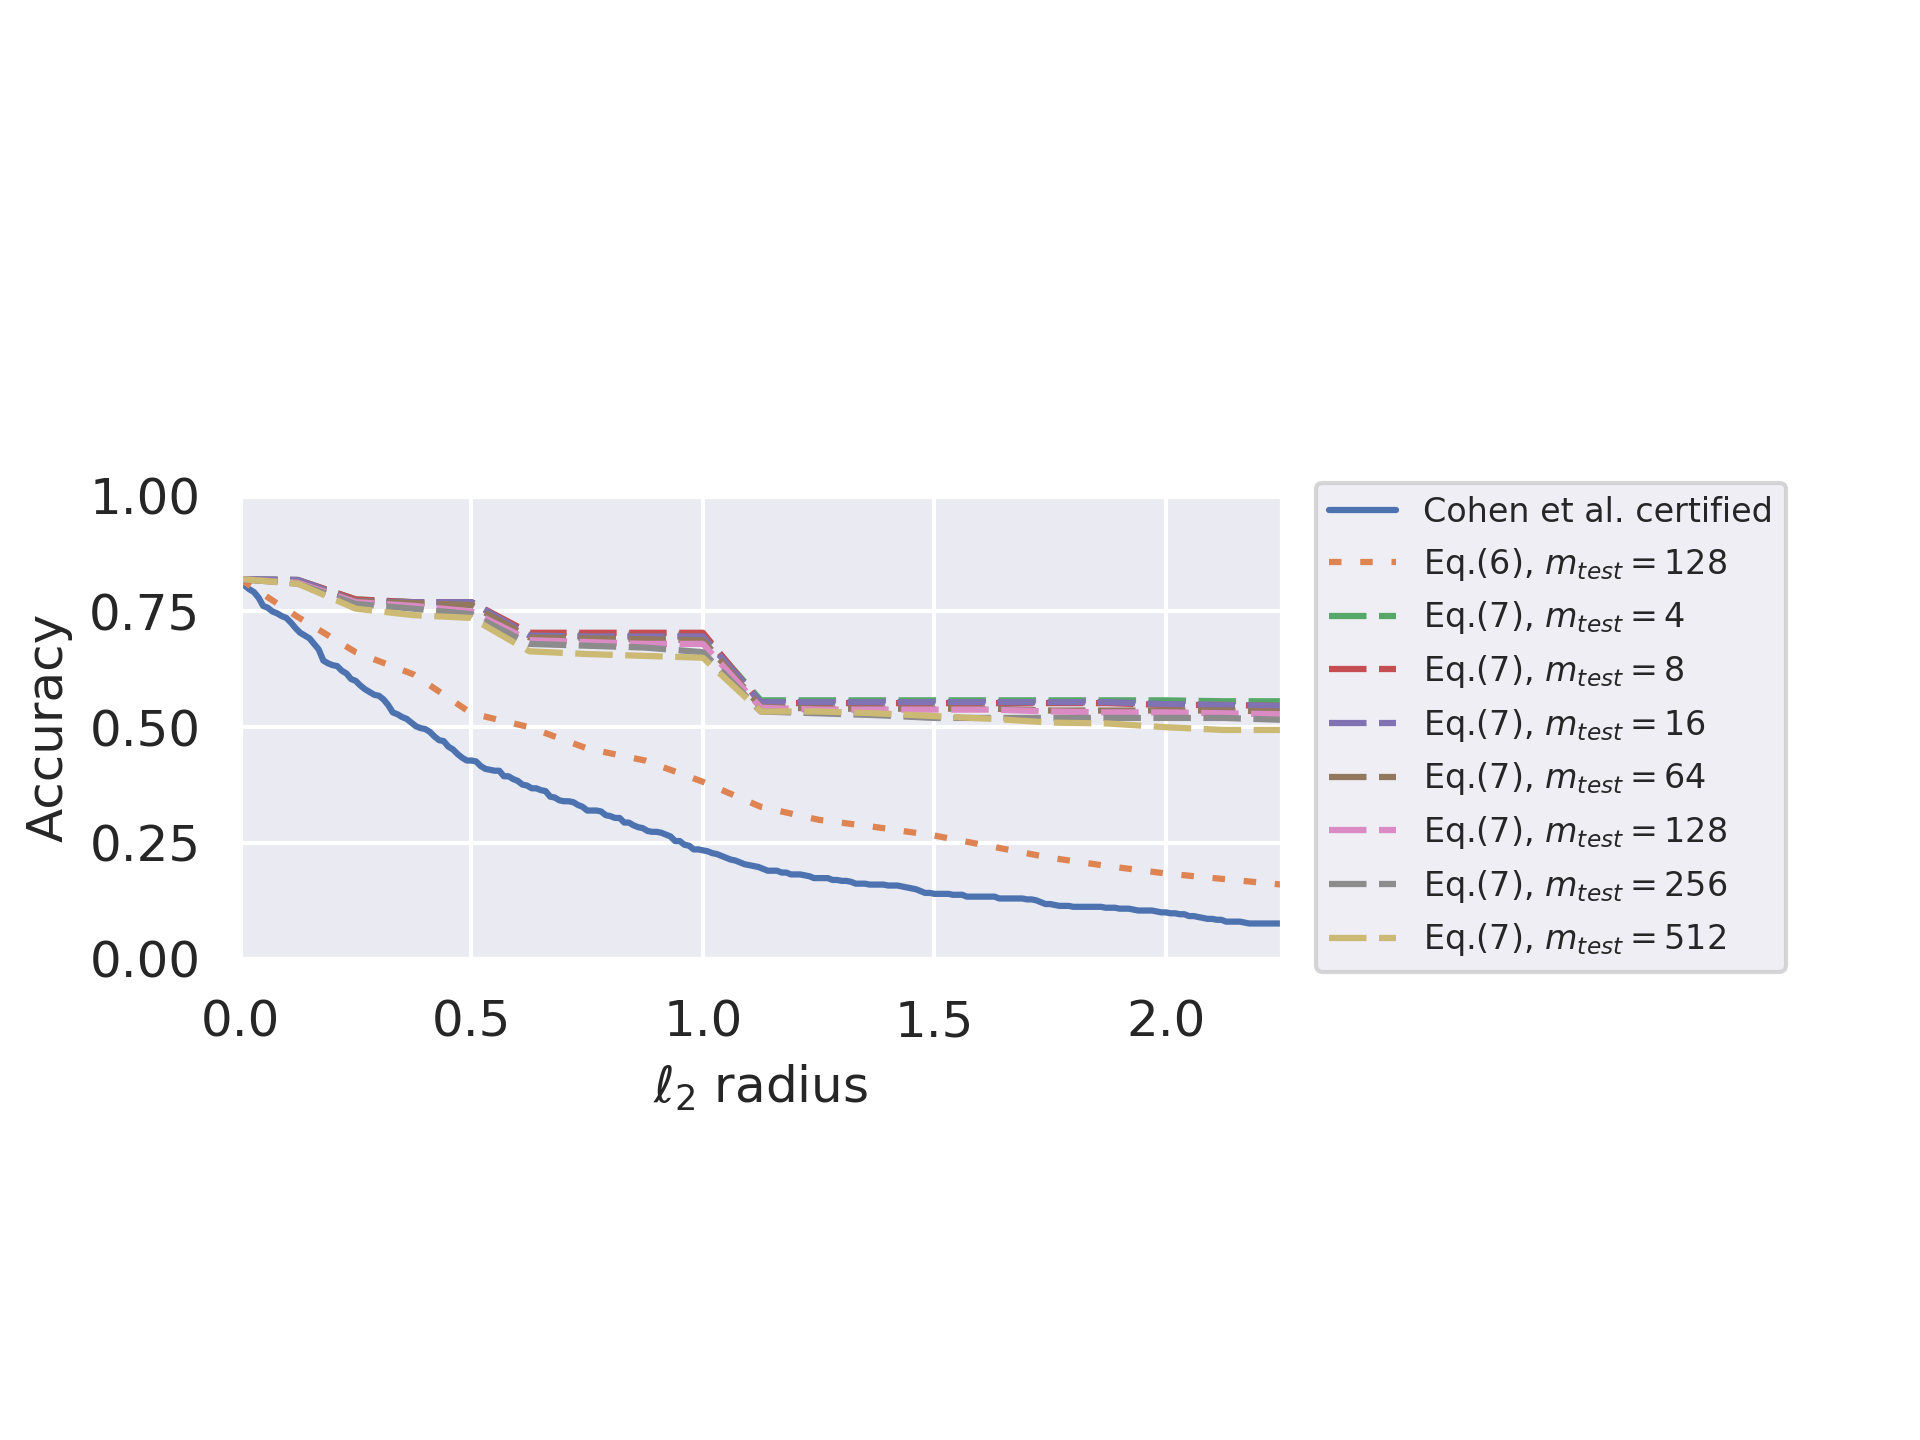 1.00
0.75
0.50
0.25
0.00
Accuracy
0.0 0.5 1.0 1.5 2.0
ℓ₂ radius
Cohen et al. certified
Eq.(6), m_test = 128
Eq.(7), m_test = 4
Eq.(7), m_test = 8
Eq.(7), m_test = 16
Eq.(7), m_test = 64
Eq.(7), m_test = 128
Eq.(7), m_test = 256
Eq.(7), m_test = 512